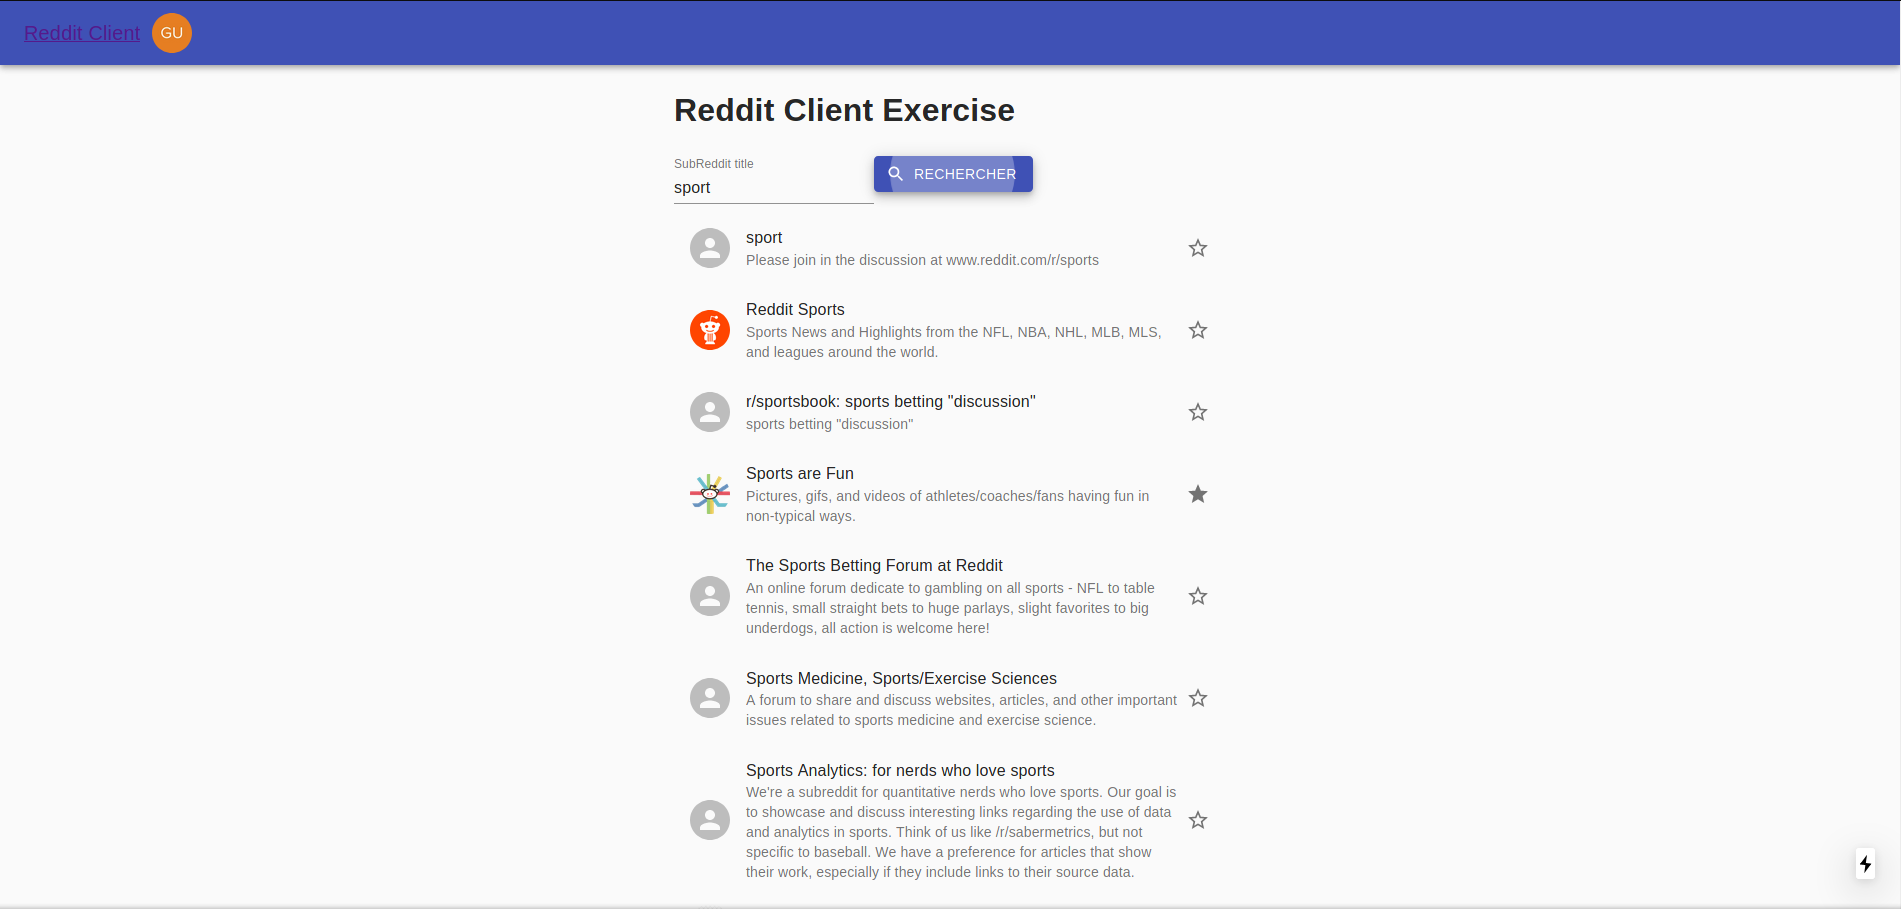 Reddit Client
GU
Reddit Client Exercise
SubReddit title
sport
RECHERCHER
sport
Please join in the discussion at www.reddit.com/r/sports
Reddit Sports
Sports News and Highlights from the NFL, NBA, NHL, MLB, MLS,
and leagues around the world.
r/sportsbook: sports betting "discussion"
sports betting "discussion"
Sports are Fun
Pictures, gifs, and videos of athletes/coaches/fans having fun in
non-typical ways.
The Sports Betting Forum at Reddit
An online forum dedicate to gambling on all sports - NFL to table
tennis, small straight bets to huge parlays, slight favorites to big
underdogs, all action is welcome here!
Sports Medicine, Sports/Exercise Sciences
A forum to share and discuss websites, articles, and other important
issues related to sports medicine and exercise science.
Sports Analytics: for nerds who love sports
We're a subreddit for quantitative nerds who love sports. Our goal is
to showcase and discuss interesting links regarding the use of data
and analytics in sports. Think of us like /r/sabermetrics, but not
specific to baseball. We have a preference for articles that show
their work, especially if they include links to their source data.